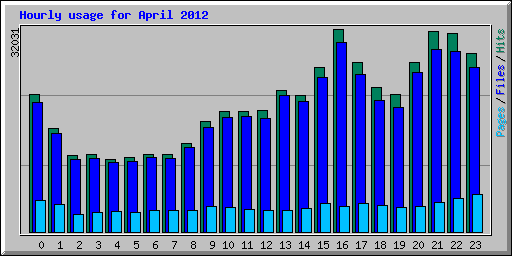 Hourly usage for April 2012
32031
0 1 2 3 4 5 6 7 8 9 10 11 12 13 14 15 16 17 18 19 20 21 22 23
Pages / Files / Hits